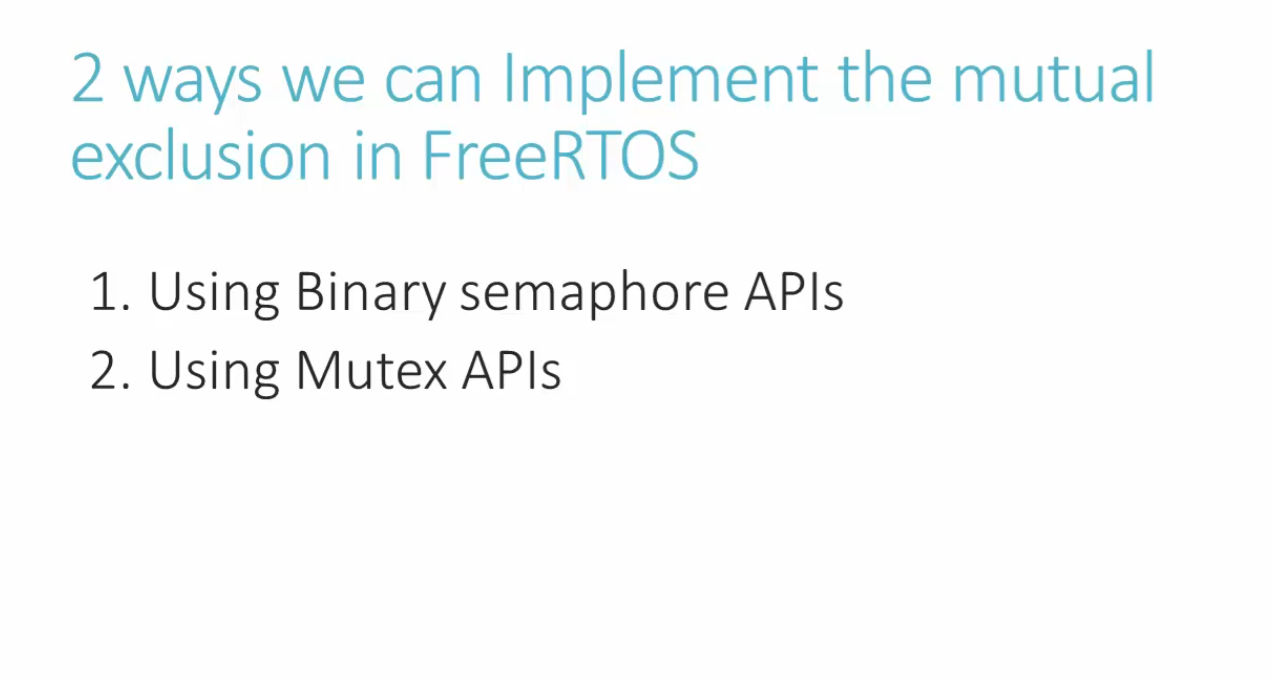 2 ways we can Implement the mutual
exclusion in FreeRTOS
1. Using Binary semaphore APIs
2. Using Mutex APIs